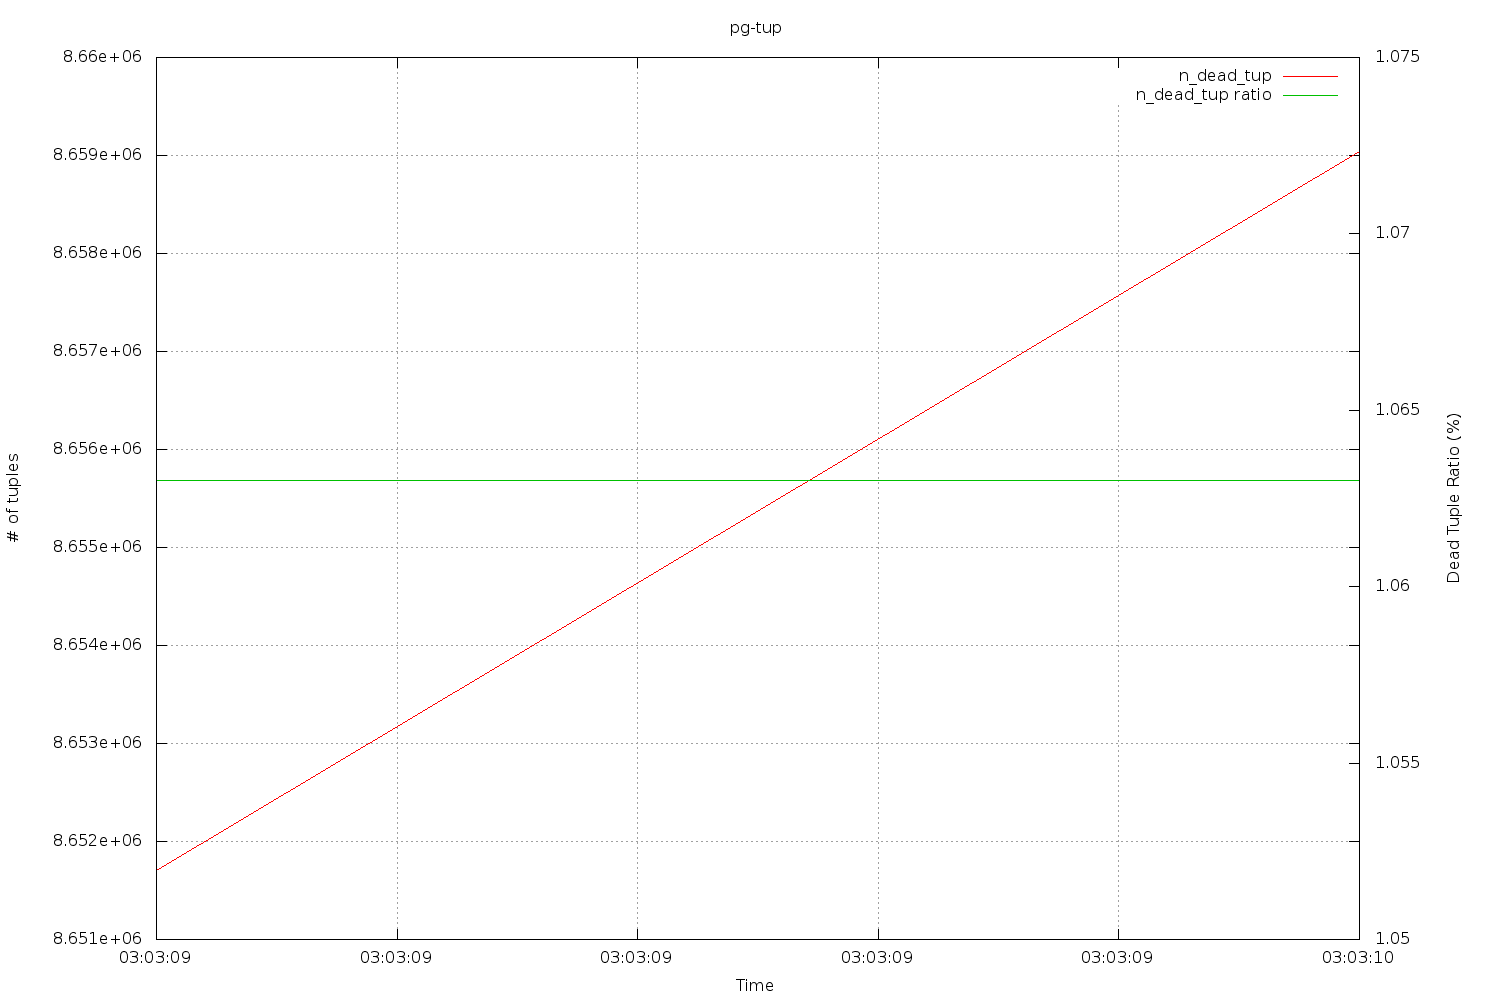 pg-tup
8.66e+06
8.659e+06
8.658e+06
8.657e+06
8.656e+06
8.655e+06
8.654e+06
8.653e+06
8.652e+06
8.651e+06
# of tuples
n_dead_tup
n_dead_tup ratio
1.075
1.07
1.065
1.06
1.055
1.05
Dead Tuple Ratio (%)
03:03:09 03:03:09 03:03:09 03:03:09 03:03:09 03:03:10
Time